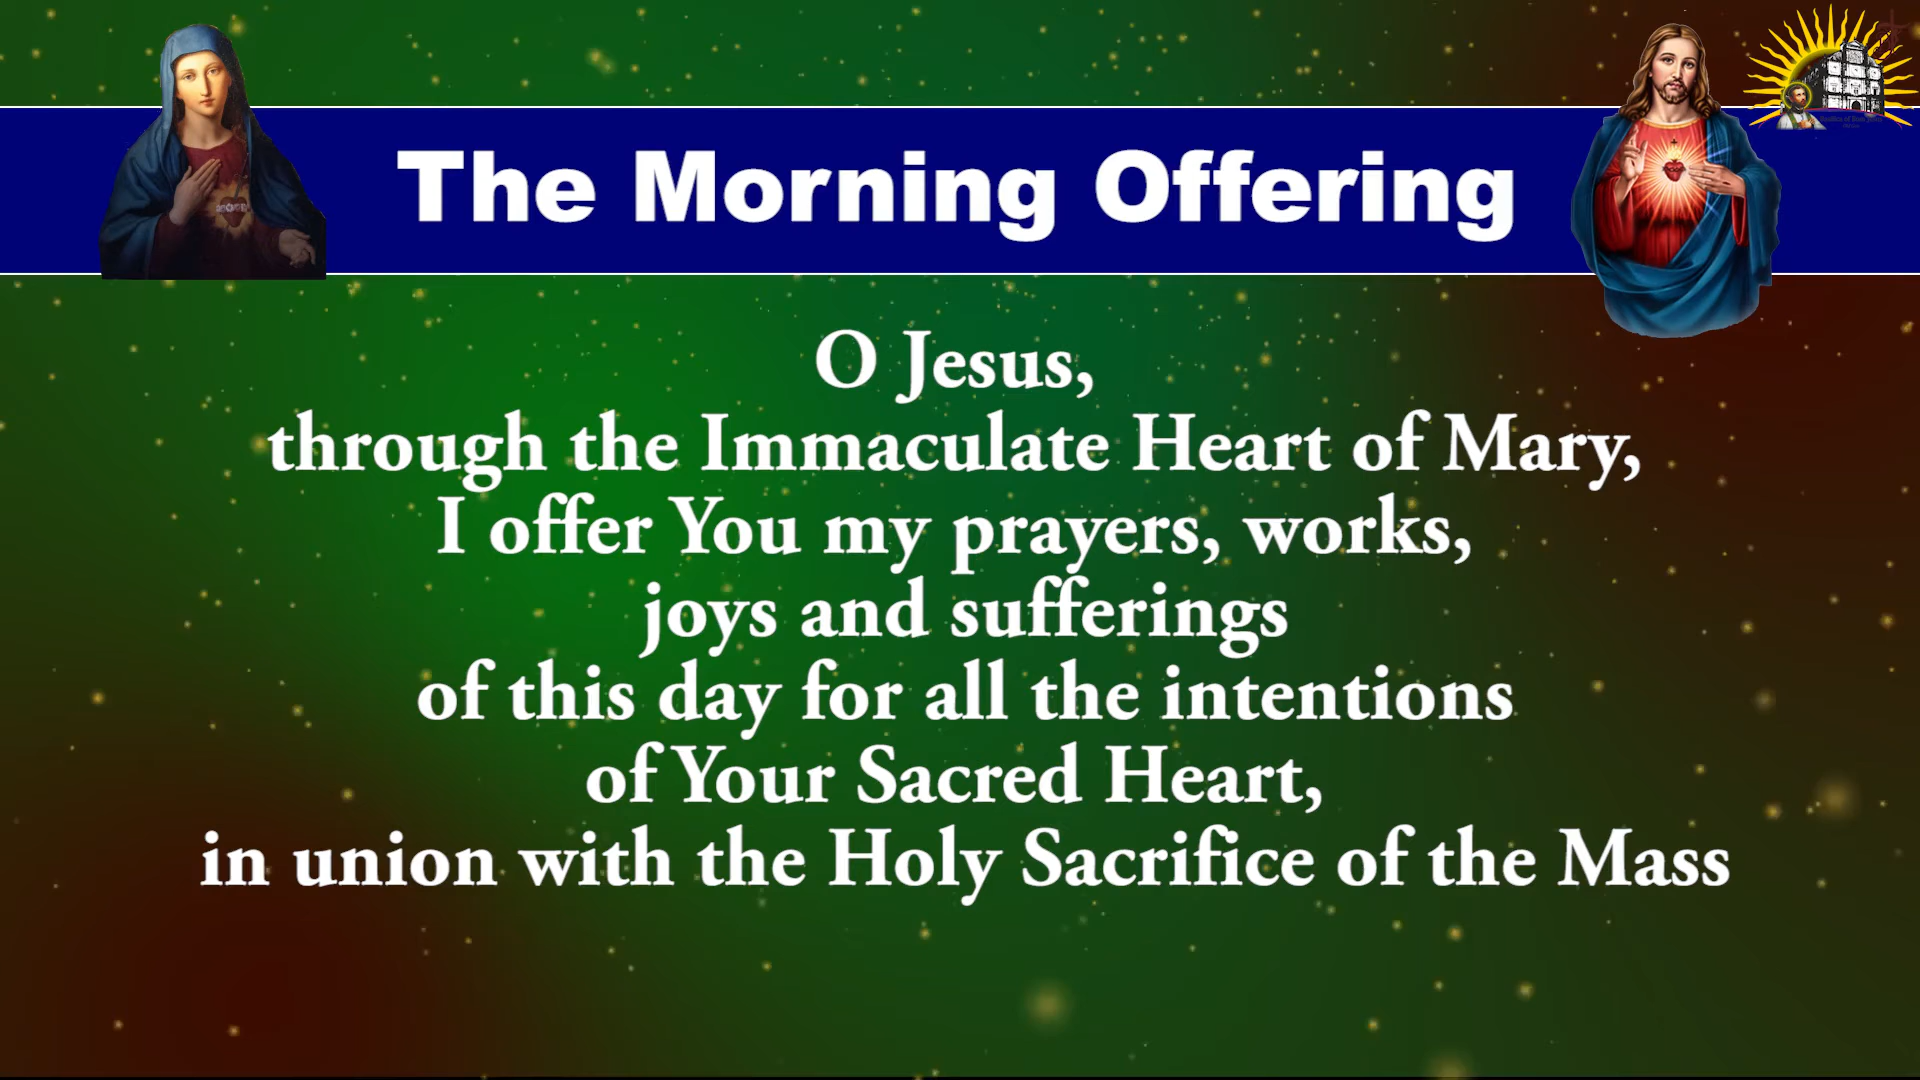 The Morning Offering
O Jesus,
through the Immaculate Heart of Mary,
I offer You my prayers, works,
joys and sufferings
of this day for all the intentions
of Your Sacred Heart,
in union with the Holy Sacrifice of the Mass